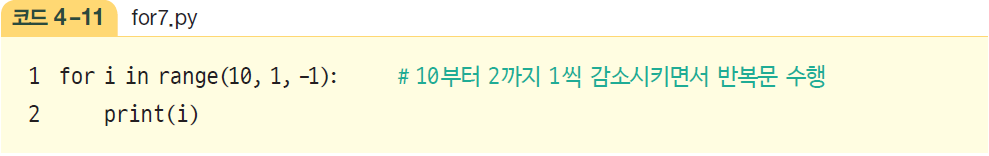 코드 4-11 for7.py
1 for i in range(10, 1, -1): # 10부터 2까지 1씩 감소시키면서 반복문 수행
2 print(i)